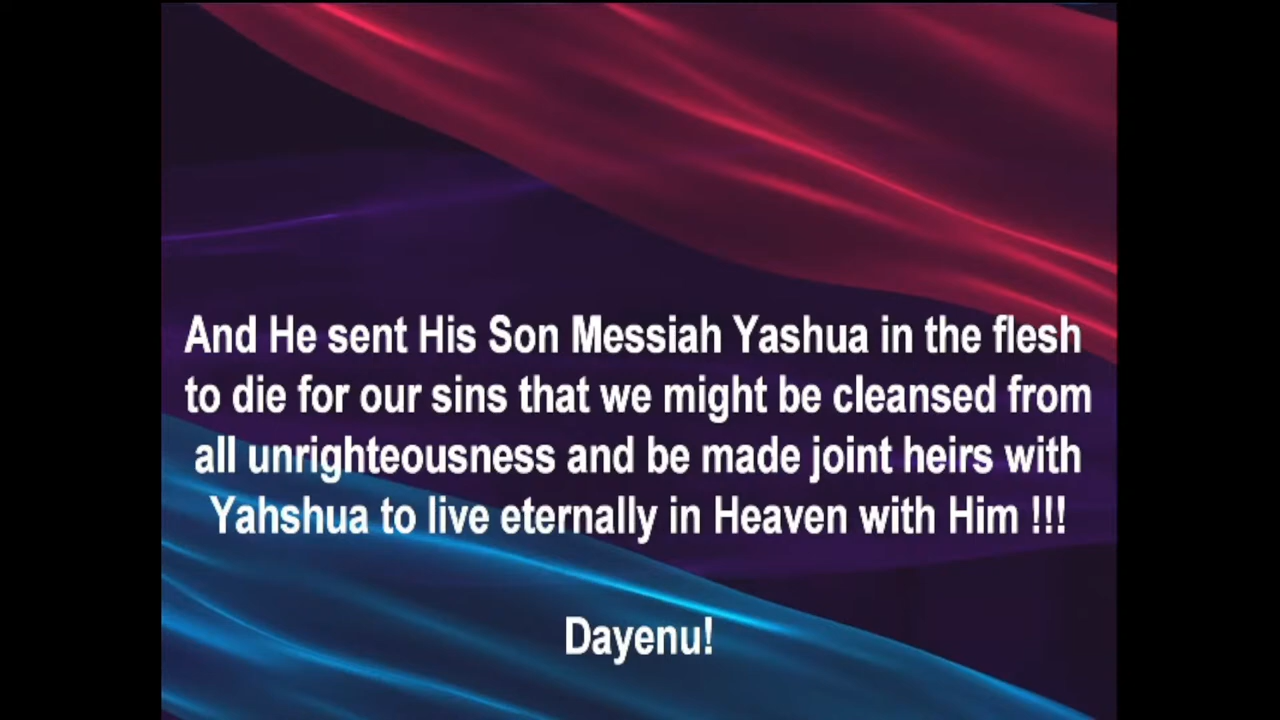 And He sent His Son Messiah Yashua in the flesh
to die for our sins that we might be cleansed from
all unrighteousness and be made joint heirs with
Yahshua to live eternally in Heaven with Him !!!
Dayenu!